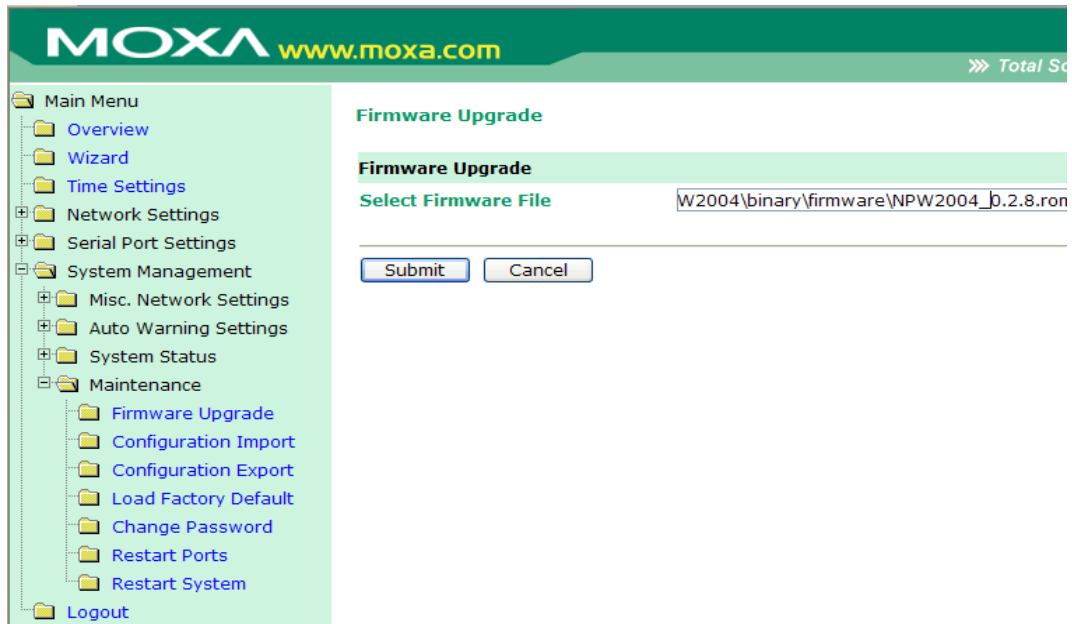 MOXA www.moxa.com
Total So
Main Menu
Overview
Wizard
Time Settings
Network Settings
Serial Port Settings
System Management
Misc. Network Settings
Auto Warning Settings
System Status
Maintenance
Firmware Upgrade
Configuration Import
Configuration Export
Load Factory Default
Change Password
Restart Ports
Restart System
Logout
Firmware Upgrade
Firmware Upgrade
Select Firmware File W2004\binary\firmware\NPW2004_0.2.8.rom
Submit Cancel